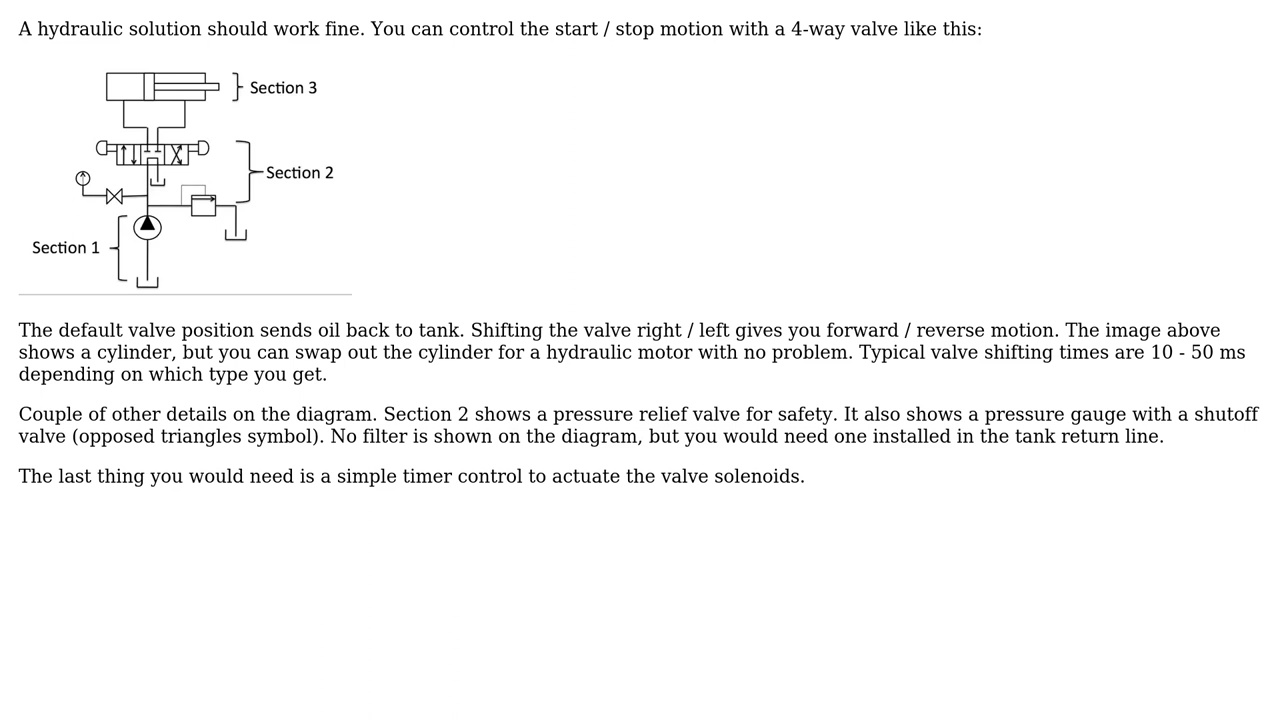 A hydraulic solution should work fine. You can control the start / stop motion with a 4-way valve like this:
Section 3
Section 2
Section 1
The default valve position sends oil back to tank. Shifting the valve right / left gives you forward / reverse motion. The image above
shows a cylinder, but you can swap out the cylinder for a hydraulic motor with no problem. Typical valve shifting times are 10 - 50 ms
depending on which type you get.
Couple of other details on the diagram. Section 2 shows a pressure relief valve for safety. It also shows a pressure gauge with a shutoff
valve (opposed triangles symbol). No filter is shown on the diagram, but you would need one installed in the tank return line.
The last thing you would need is a simple timer control to actuate the valve solenoids.